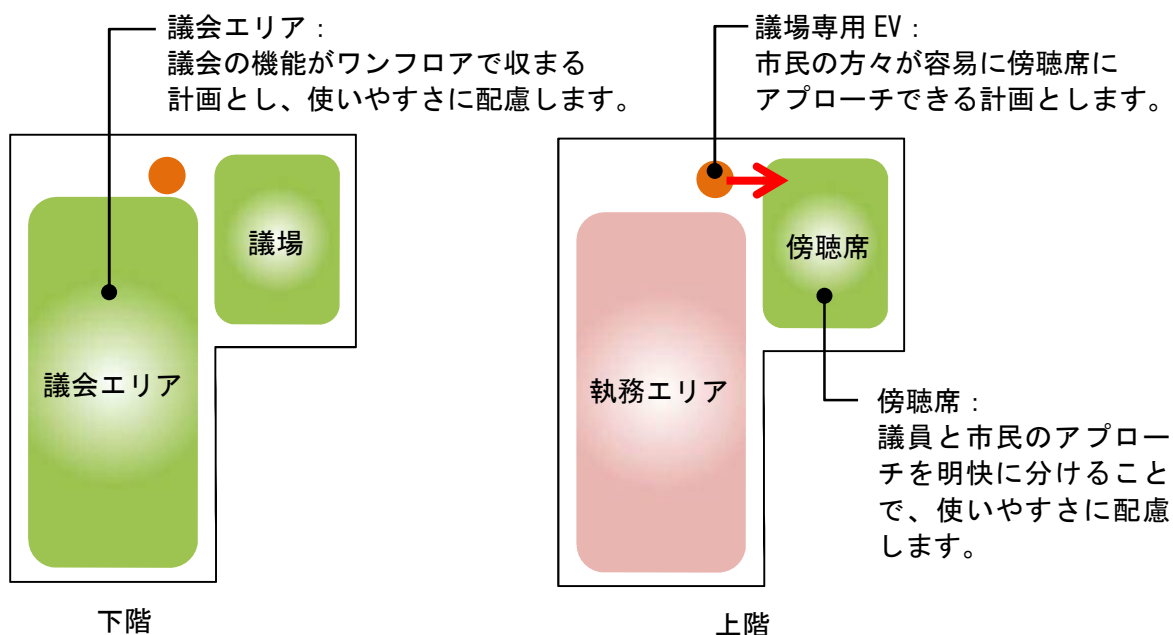 議会エリア：
議会の機能がワンフロアで収まる
計画とし、使いやすさに配慮します。
議場
議会エリア
下階
議場専用 EV：
市民の方々が容易に傍聴席に
アプローチできる計画とします。
傍聴席
執務エリア
傍聴席：
議員と市民のアプロー
チを明快に分けること
で、使いやすさに配慮
します。
上階